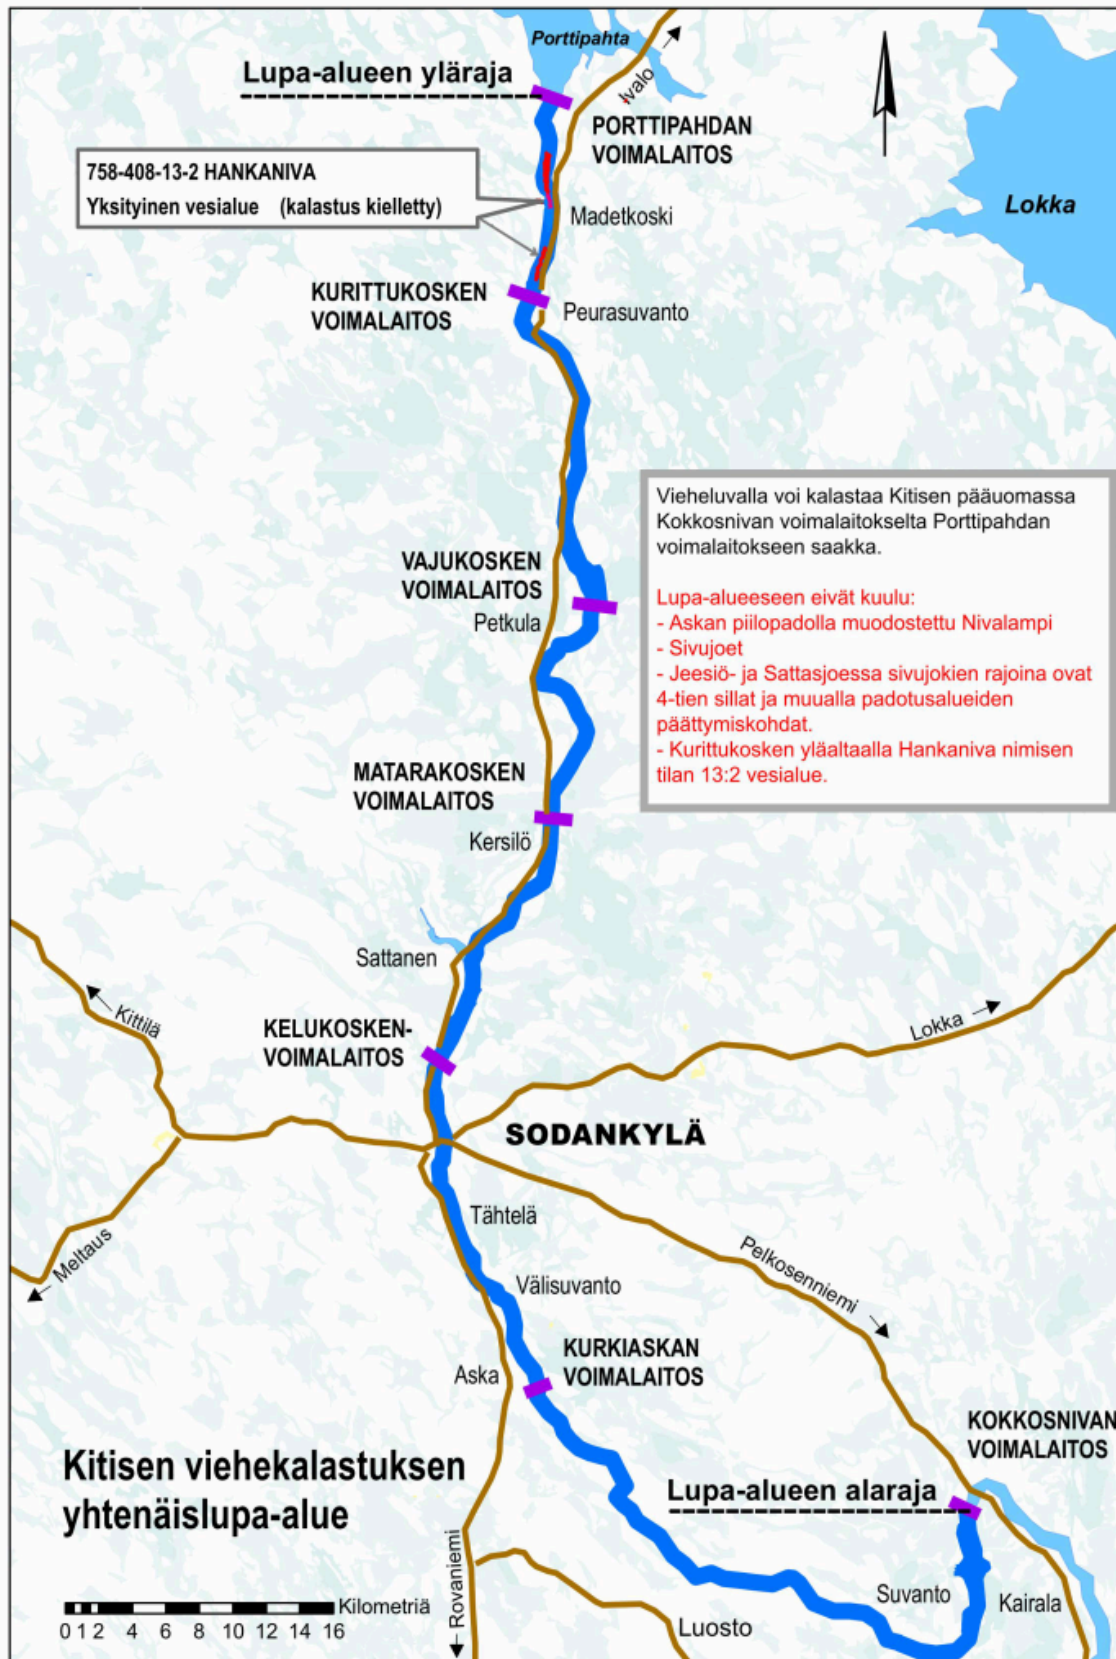 Porttipahta
Lupa-alueen yläraja
Ivalo
PORTTIPAHDAN
VOIMALAITOS
758-408-13-2 HANKANIVA
Yksityinen vesialue (kalastus kielletty)
Madetkoski
Lokka
KURITTUKOSKEN
VOIMALAITOS
Peurasuvanto
Vieheluvalla voi kalastaa Kitisen pääuomassa
Kokkosnivan voimalaitokselta Porttipahdan
voimalaitokseen saakka.
Lupa-alueeseen eivät kuulu:
- Askan piilopadolla muodostettu Nivalampi
- Sivujoet
- Jeesiö- ja Sattasjoessa sivujokien rajoina ovat
4-tien sillat ja muualla padotusalueiden
päättymiskohdat.
- Kurittukosken yläaltaalla Hankaniva nimisen
tilan 13:2 vesialue.
VAJUKOSKEN
VOIMALAITOS
Petkula
MATARAKOSKEN
VOIMALAITOS
Kersilö
Sattanen
Kittilä
KELUKOSKEN-
VOIMALAITOS
Lokka
SODANKYLÄ
Tähtelä
Meltaus
Välisuvanto
Pelkosenniemi
KURKIASKAN
VOIMALAITOS
Aska
KOKKOSNIVAN
VOIMALAITOS
Kitisen viehekalastuksen
yhtenäislupa-alue
Lupa-alueen alaraja
Rovaniemi
Suvanto
Kairala
Luosto
Kilometriä
0 1 2 4 6 8 10 12 14 16